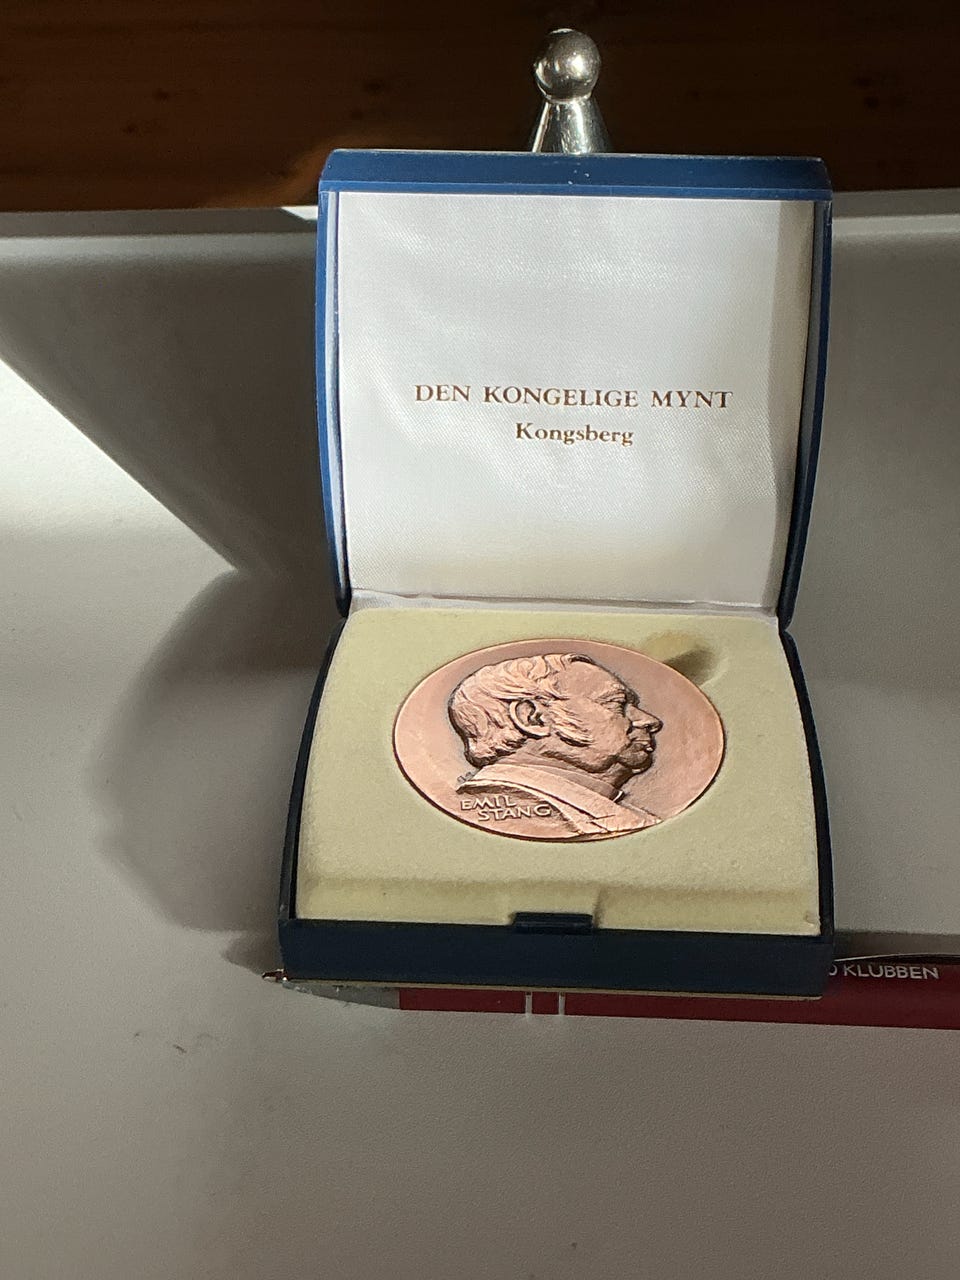 DEN KONGELIGE MYNT
Kongsberg
EMIL
STANG
KLUBBEN